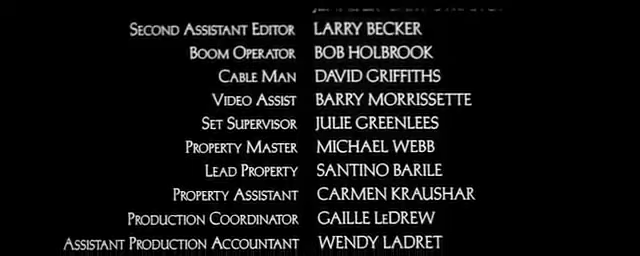 SECOND ASSISTANT EDITOR LARRY BECKER
BOOM OPERATOR BOB HOLBROOK
CABLE MAN DAVID GRIFFITHS
VIDEO ASSIST BARRY MORRISSETTE
SET SUPERVISOR JULIE GREENLEES
PROPERTY MASTER MICHAEL WEBB
LEAD PROPERTY SANTINO BARILE
PROPERTY ASSISTANT CARMEN KRAUSHAR
PRODUCTION COORDINATOR GAILLE LEDREW
ASSISTANT PRODUCTION ACCOUNTANT WENDY LADRET